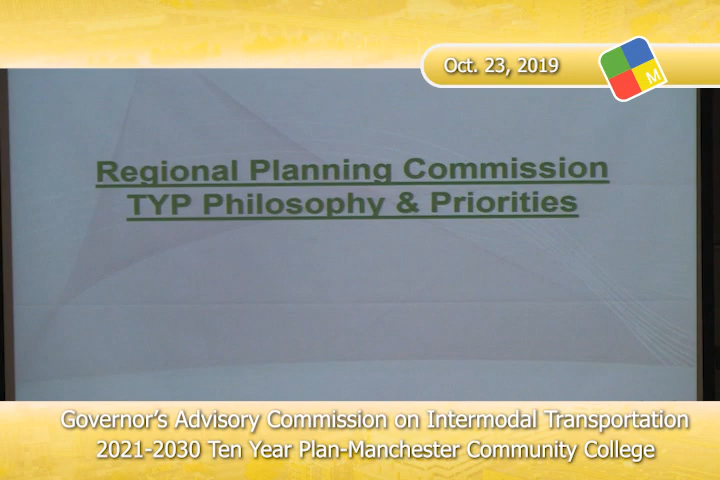 Oct. 23, 2019
M
Regional Planning Commission
TYP Philosophy & Priorities
Governor's Advisory Commission on Intermodal Transportation
2021-2030 Ten Year Plan-Manchester Community College